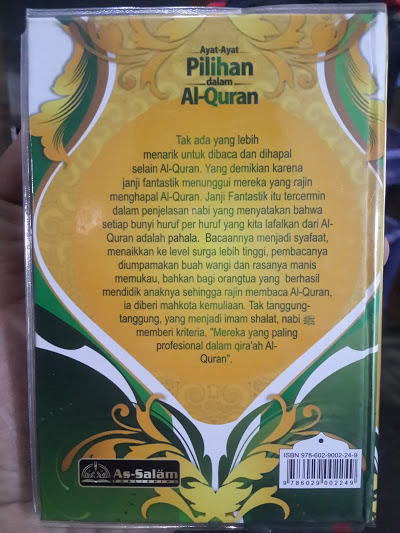 Ayat-Ayat
Pilihan
dalam
Al-Quran
Tak ada yang lebih
menarik untuk dibaca dan dihapal
selain Al-Quran. Yang demikian karena
janji fantastik menunggui mereka yang rajin
menghapal Al-Quran. Janji Fantastik itu tercermin
dalam penjelasan nabi yang menyatakan bahwa
setiap bunyi huruf per huruf yang kita lafalkan dari Al-
Quran adalah pahala. Bacaannya menjadi syafaat,
menaikkan ke level surga lebih tinggi, pembacanya
diumpamakan buah wangi dan rasanya manis
memukau, bahkan bagi orangtua yang berhasil
mendidik anaknya sehingga rajin membaca Al-Quran,
ia diberi mahkota kemuliaan. Tak tanggung-
tanggung, yang menjadi imam shalat, nabi ﷺ
memberi kriteria, "Mereka yang paling
profesional dalam qira'ah Al-
Quran".
As-Salām
PUBLISHING
ISBN 978-602-9002-24-9
9 786029 002249